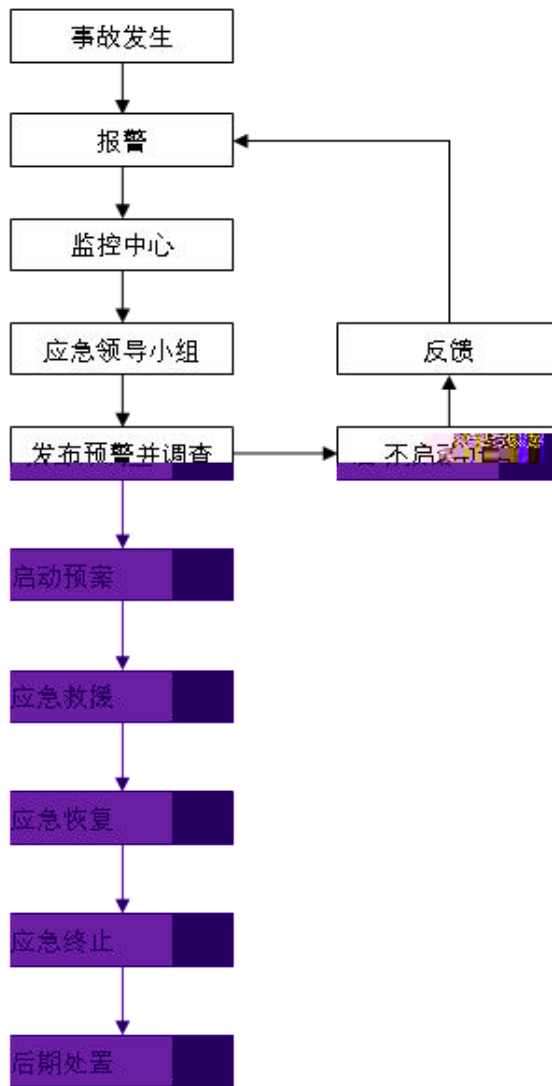 事故发生
报警
监控中心
应急领导小组
反馈
发布预警并调查
不启
启动预案
应急救援
应急恢复
应急终止
后期处置